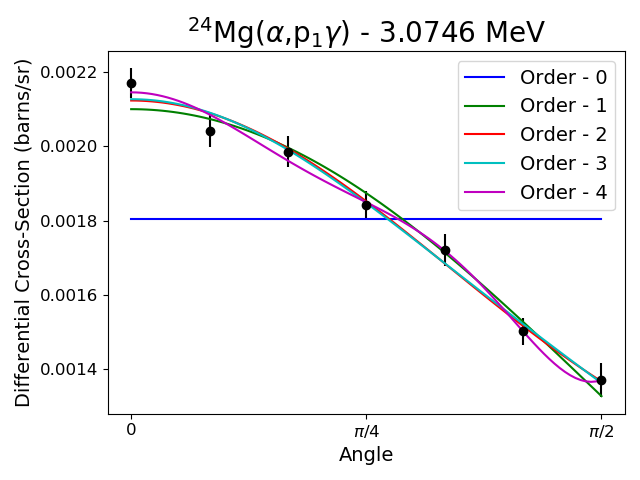 ²⁴Mg(α,p₁γ) - 3.0746 MeV
Differential Cross-Section (barns/sr)
0.0022
0.0020
0.0018
0.0016
0.0014
Order - 0
Order - 1
Order - 2
Order - 3
Order - 4
0 π/4 π/2
Angle